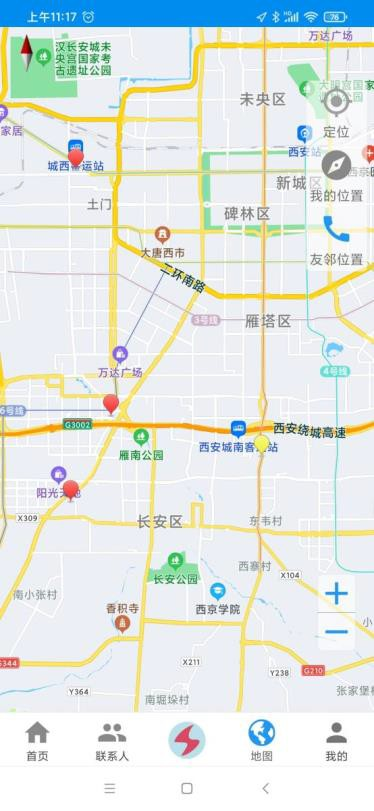 上午11:17
HD
76
汉长安城未
央宫国家考
古遗址公园
万达广场
家居
未央区
大明宫国家
定位
西安站
城西客运站
新城区
我的位置
土门
碑林区
大唐西市
友邻位置
二环南路
3号线
雁塔区
万达广场
4号线
6号线
G3002
西安绕城高速
西安城南客运站
雁南公园
阳光天地
X309
长安区
东韦村
西寨村
长安公园
X104
南小张村
西京学院
香积寺
G344
X211
Y238
G210
Y364
南堀垛村
张家堡村
首页
联系人
地图
我的